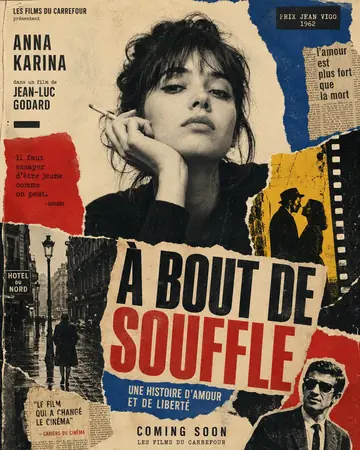 LES FILMS DU CARREFOUR
présentent
ANNA
KARINA
dans un film de
JEAN-LUC
GODARD
PRIX JEAN VIGO
1962
l'amour
est
plus fort
que
la mort
Il faut
essayer
d'être jeune
comme
on peut.
HOTEL
DU
NORD
À BOUT DE
SOUFFLE
UNE HISTOIRE D'AMOUR
ET DE LIBERTÉ
"LE FILM
QUI A CHANGÉ
LE CINÉMA"
- CAHIERS DU CINÉMA
COMING SOON
LES FILMS DU CARREFOUR